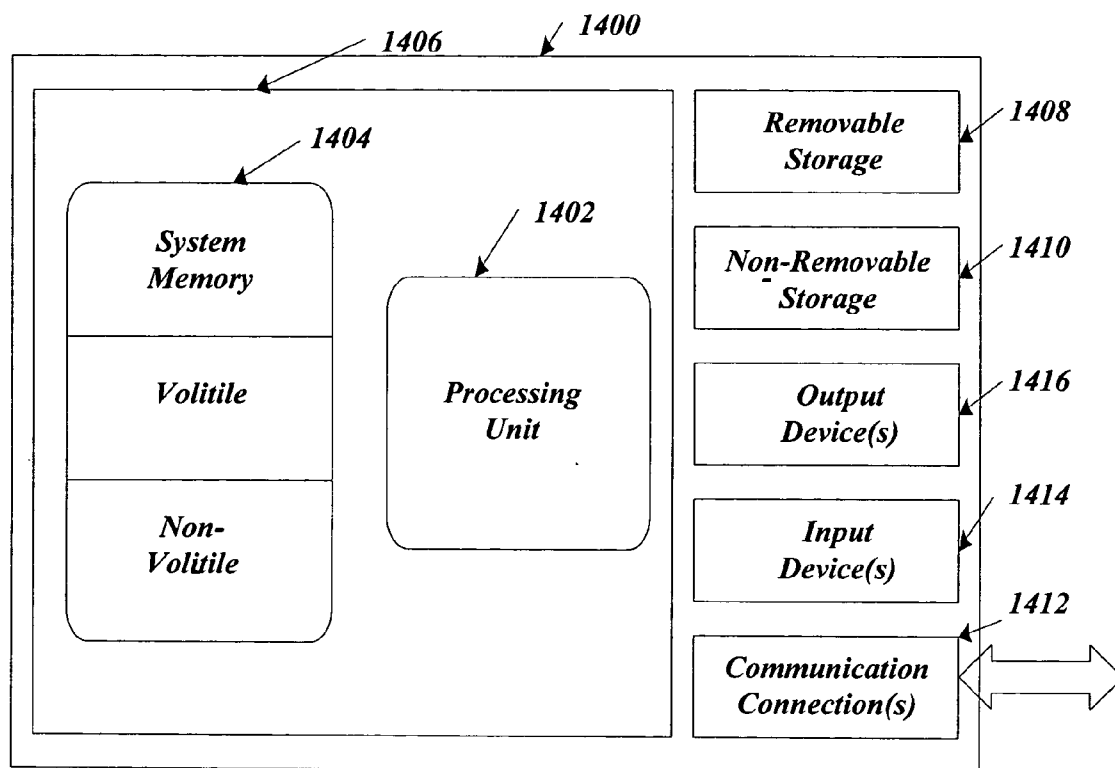 1400
1406
1404
System
Memory
Volitile
Non-
Volitile
1402
Processing
Unit
1408
Removable
Storage
1410
Non-Removable
Storage
1416
Output
Device(s)
1414
Input
Device(s)
1412
Communication
Connection(s)